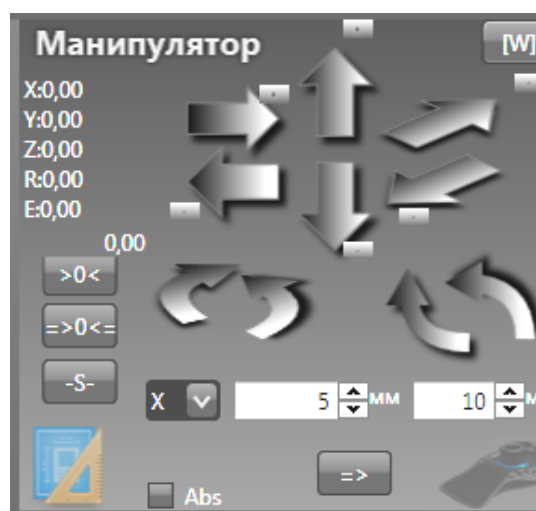 Манипулятор
[W]
X:0,00
Y:0,00
Z:0,00
R:0,00
E:0,00
0,00
>0<
=>0<=
-S-
X 5 мм 10 м
Abs =>